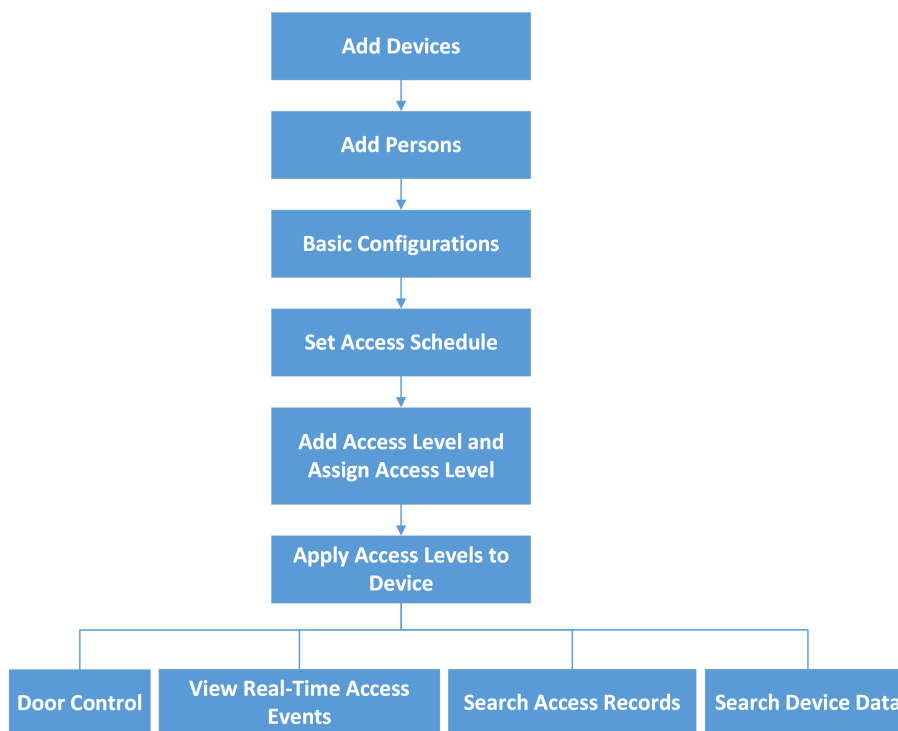 Add Devices
Add Persons
Basic Configurations
Set Access Schedule
Add Access Level and
Assign Access Level
Apply Access Levels to
Device
Door Control
View Real-Time Access
Events
Search Access Records
Search Device Data